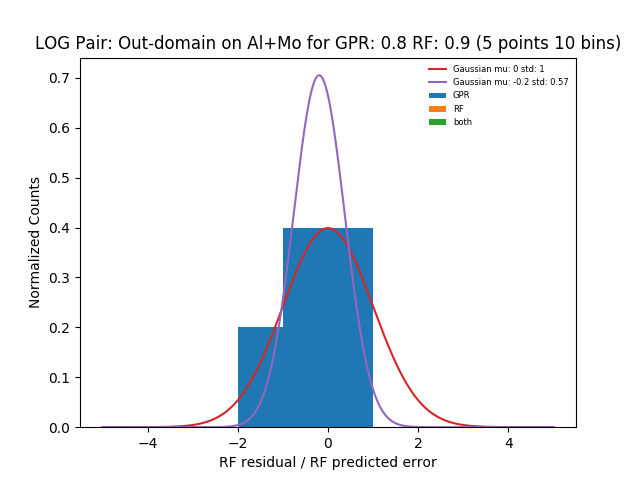 LOG Pair: Out-domain on Al+Mo for GPR: 0.8 RF: 0.9 (5 points 10 bins)
Gaussian mu: 0 std: 1
Gaussian mu: -0.2 std: 0.57
GPR
RF
both
Normalized Counts
0.7
0.6
0.5
0.4
0.3
0.2
0.1
0.0
−4 −2 0 2 4
RF residual / RF predicted error